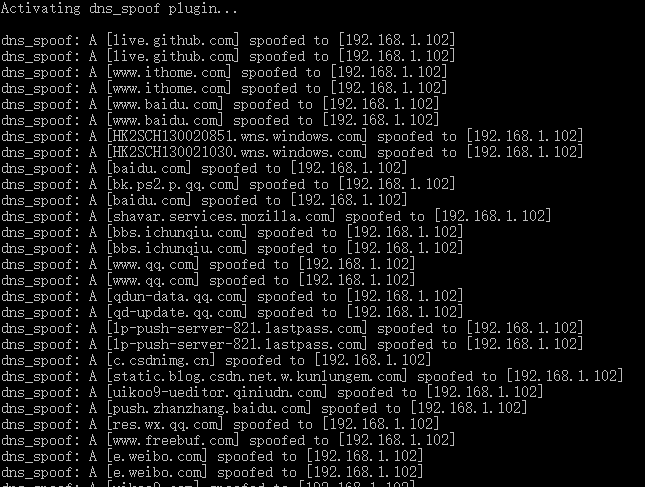 Activating dns_spoof plugin...
dns_spoof: A [live.github.com] spoofed to [192.168.1.102]
dns_spoof: A [live.github.com] spoofed to [192.168.1.102]
dns_spoof: A [www.ithome.com] spoofed to [192.168.1.102]
dns_spoof: A [www.ithome.com] spoofed to [192.168.1.102]
dns_spoof: A [www.baidu.com] spoofed to [192.168.1.102]
dns_spoof: A [www.baidu.com] spoofed to [192.168.1.102]
dns_spoof: A [HK2SCH130020851.wns.windows.com] spoofed to [192.168.1.102]
dns_spoof: A [HK2SCH130021030.wns.windows.com] spoofed to [192.168.1.102]
dns_spoof: A [baidu.com] spoofed to [192.168.1.102]
dns_spoof: A [bk.ps2.p.qq.com] spoofed to [192.168.1.102]
dns_spoof: A [baidu.com] spoofed to [192.168.1.102]
dns_spoof: A [shavar.services.mozilla.com] spoofed to [192.168.1.102]
dns_spoof: A [bbs.ichunqiu.com] spoofed to [192.168.1.102]
dns_spoof: A [bbs.ichunqiu.com] spoofed to [192.168.1.102]
dns_spoof: A [www.qq.com] spoofed to [192.168.1.102]
dns_spoof: A [www.qq.com] spoofed to [192.168.1.102]
dns_spoof: A [qdun-data.qq.com] spoofed to [192.168.1.102]
dns_spoof: A [qd-update.qq.com] spoofed to [192.168.1.102]
dns_spoof: A [lp-push-server-821.lastpass.com] spoofed to [192.168.1.102]
dns_spoof: A [lp-push-server-821.lastpass.com] spoofed to [192.168.1.102]
dns_spoof: A [c.csdnimg.cn] spoofed to [192.168.1.102]
dns_spoof: A [static.blog.csdn.net.w.kunlungem.com] spoofed to [192.168.1.102]
dns_spoof: A [uikoo9-ueditor.qiniudn.com] spoofed to [192.168.1.102]
dns_spoof: A [push.zhanzhang.baidu.com] spoofed to [192.168.1.102]
dns_spoof: A [res.wx.qq.com] spoofed to [192.168.1.102]
dns_spoof: A [www.freebuf.com] spoofed to [192.168.1.102]
dns_spoof: A [e.weibo.com] spoofed to [192.168.1.102]
dns_spoof: A [e.weibo.com] spoofed to [192.168.1.102]